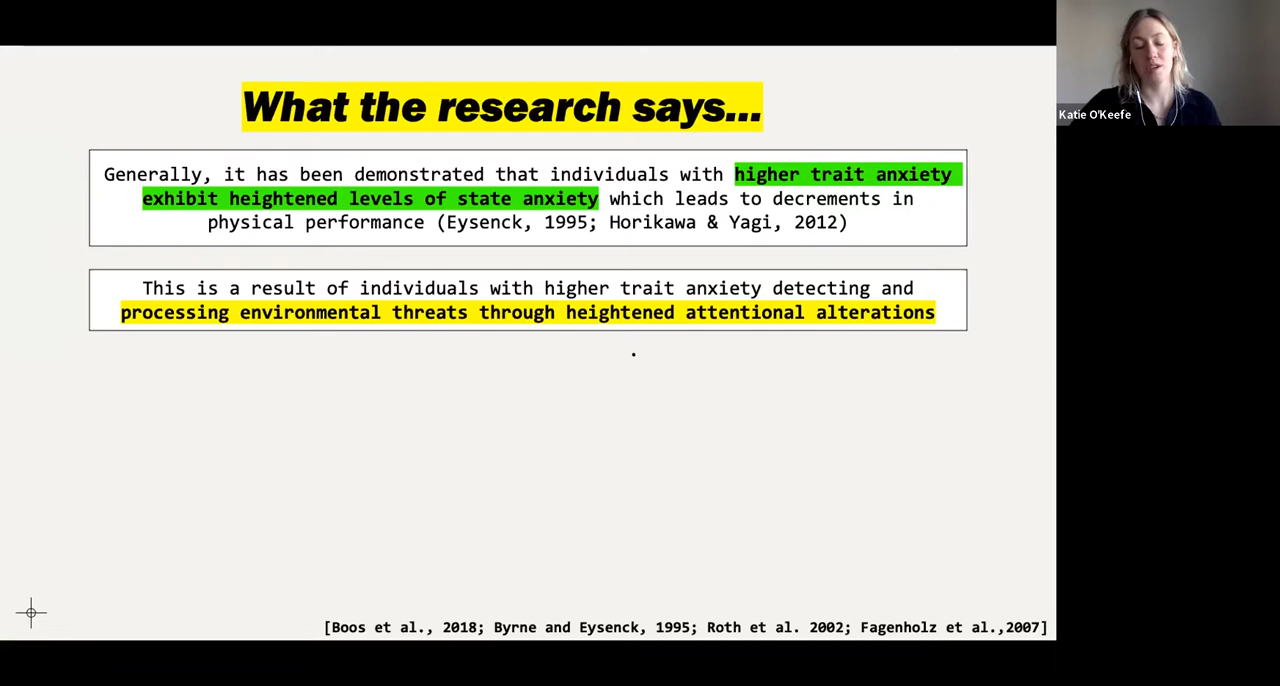 What the research says...
Generally, it has been demonstrated that individuals with higher trait anxiety
exhibit heightened levels of state anxiety which leads to decrements in
physical performance (Eysenck, 1995; Horikawa & Yagi, 2012)
This is a result of individuals with higher trait anxiety detecting and
processing environmental threats through heightened attentional alterations
.
[Boos et al., 2018; Byrne and Eysenck, 1995; Roth et al. 2002; Fagenholz et al.,2007]
Katie O'Keefe